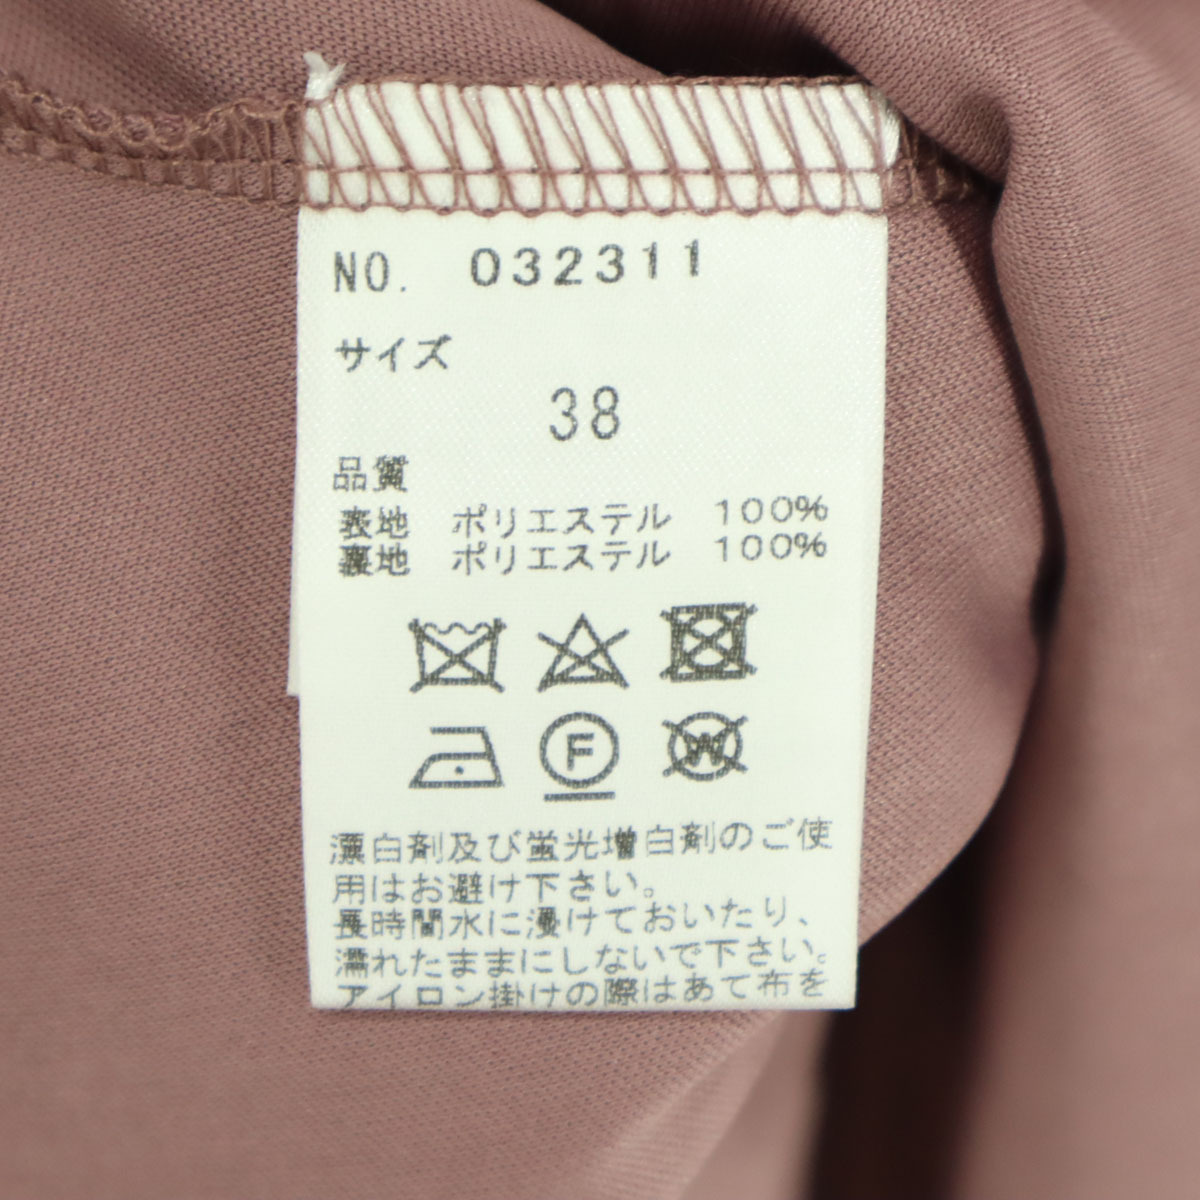 NO. 032311
サイズ
38
品質
表地 ポリエステル 100%
裏地 ポリエステル 100%
F W
漂白剤及び蛍光増白剤のご使
用はお避け下さい。
長時間水に浸けておいたり、
濡れたままにしないで下さい。
アイロン掛けの際はあて布を